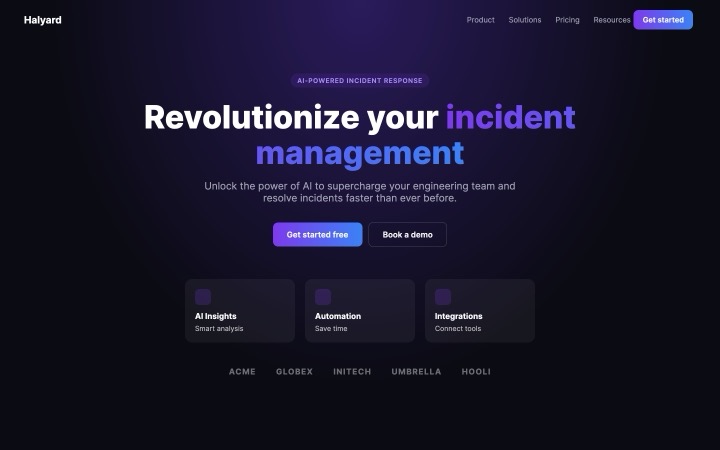 Halyard
Product
Solutions
Pricing
Resources
Get started
AI-POWERED INCIDENT RESPONSE
Revolutionize your incident
management
Unlock the power of AI to supercharge your engineering team and
resolve incidents faster than ever before.
Get started free
Book a demo
AI Insights
Smart analysis
Automation
Save time
Integrations
Connect tools
ACME
GLOBEX
INITECH
UMBRELLA
HOOLI